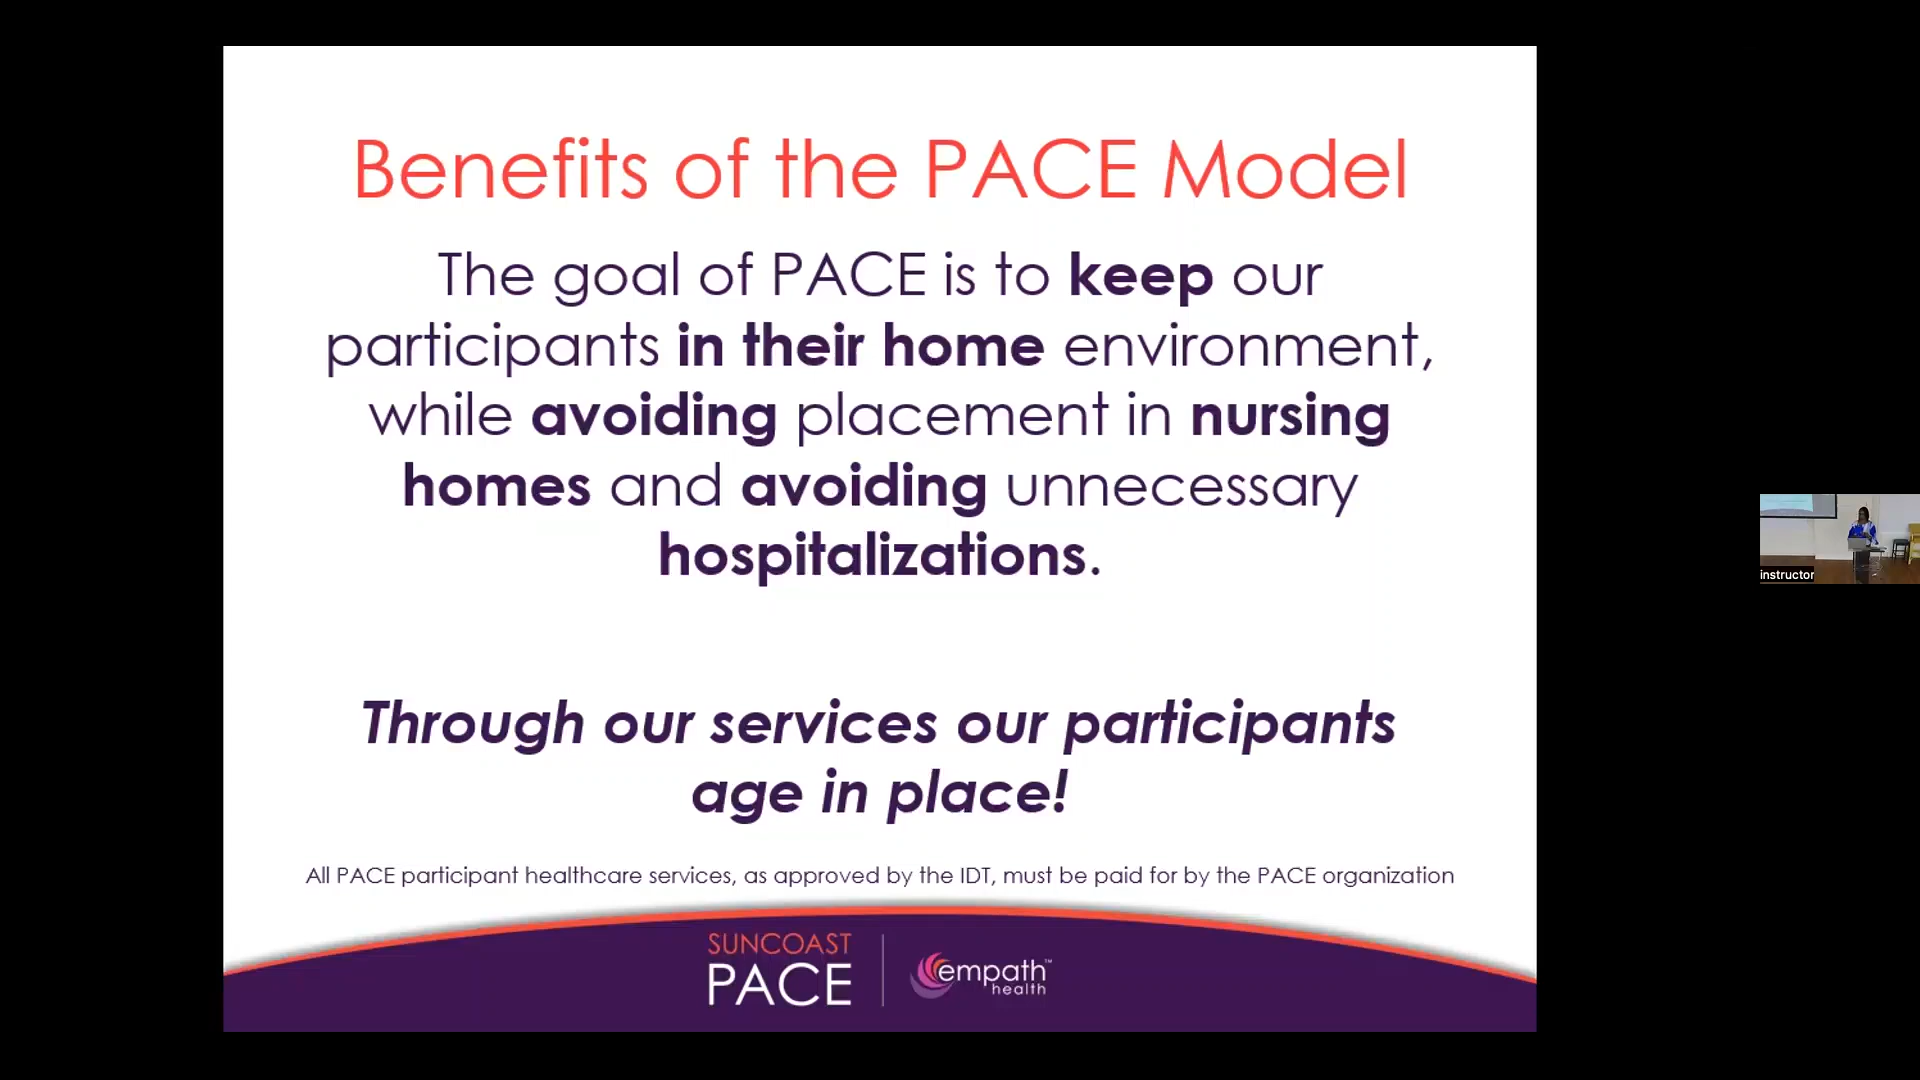 Benefits of the PACE Model
The goal of PACE is to keep our
participants in their home environment,
while avoiding placement in nursing
homes and avoiding unnecessary
hospitalizations.
Through our services our participants
age in place!
All PACE participant healthcare services, as approved by the IDT, must be paid for by the PACE organization
SUNCOAST
PACE
empath™
health
instructor